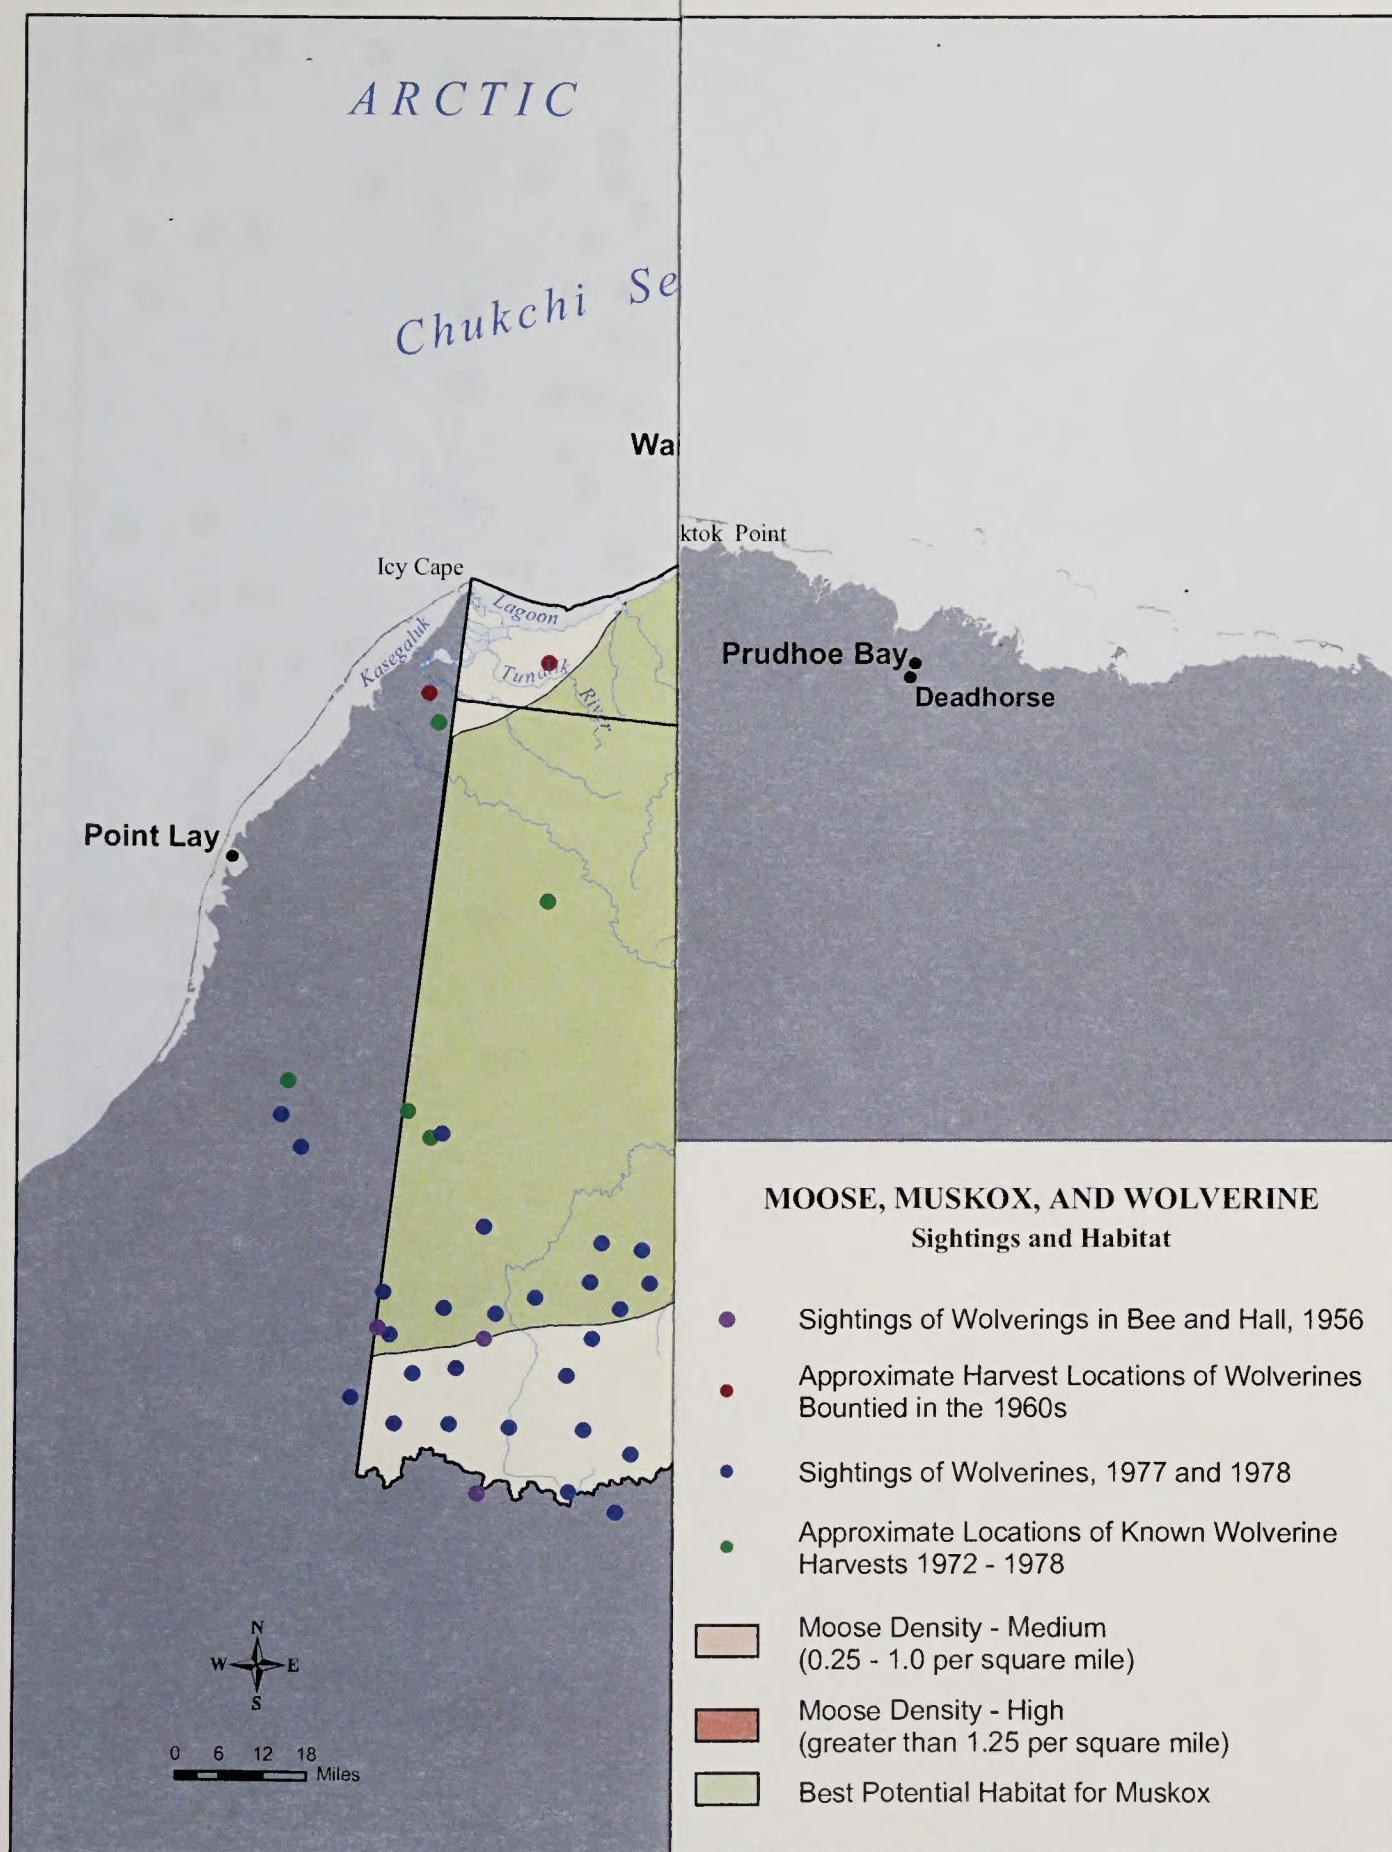 ARCTIC
Chukchi Se
Wa
ktok Point
Icy Cape
Lagoon
Kasegaluk
Tunalik
River
Prudhoe Bay
Deadhorse
Point Lay
MOOSE, MUSKOX, AND WOLVERINE
Sightings and Habitat
Sightings of Wolverings in Bee and Hall, 1956
Approximate Harvest Locations of Wolverines
Bountied in the 1960s
Sightings of Wolverines, 1977 and 1978
Approximate Locations of Known Wolverine
Harvests 1972 - 1978
Moose Density - Medium
(0.25 - 1.0 per square mile)
Moose Density - High
(greater than 1.25 per square mile)
Best Potential Habitat for Muskox
N
W E
S
0 6 12 18
Miles